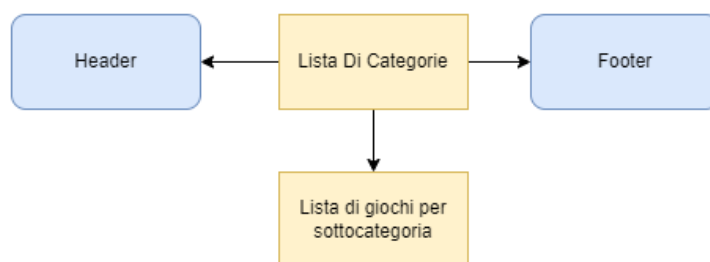 Header
Lista Di Categorie
Footer
Lista di giochi per
sottocategoria